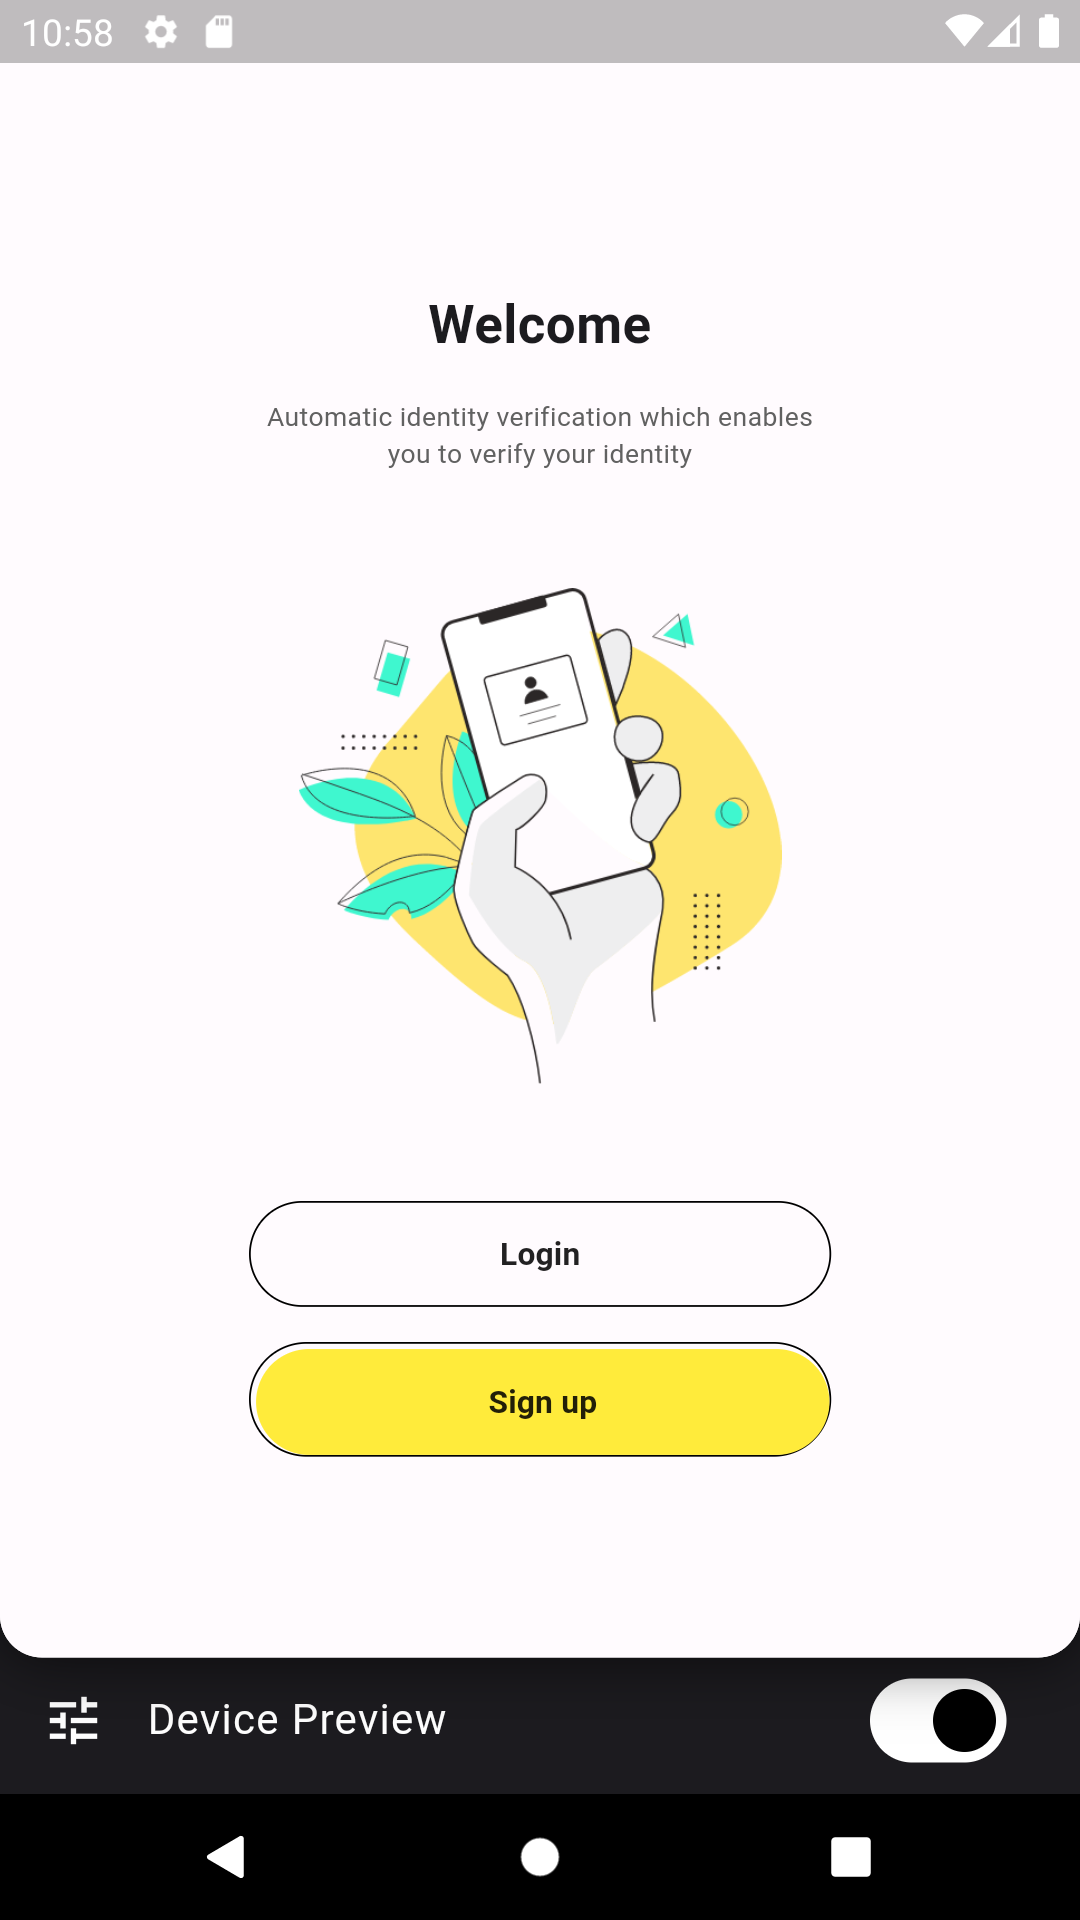 10:58
Welcome
Automatic identity verification which enables
you to verify your identity
Login
Sign up
Device Preview